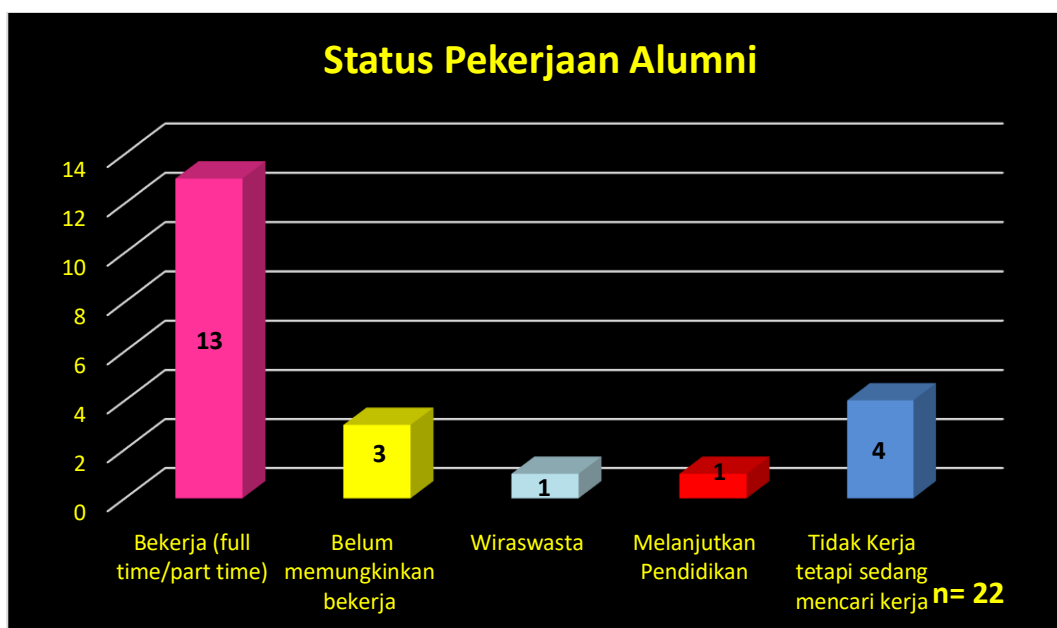 Status Pekerjaan Alumni
14
12
10
8
6
4
2
0
13
3
1
1
4
Bekerja (full
time/part time)
Belum
memungkinkan
bekerja
Wiraswasta
Melanjutkan
Pendidikan
Tidak Kerja
tetapi sedang
mencari kerja
n= 22